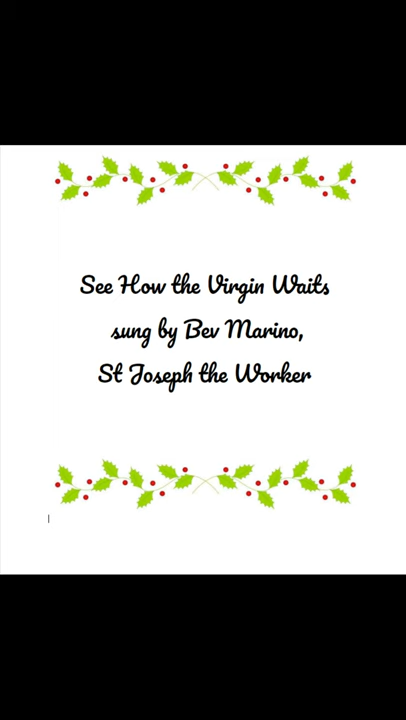 See How the Virgin Waits
sung by Bev Marino,
St Joseph the Worker